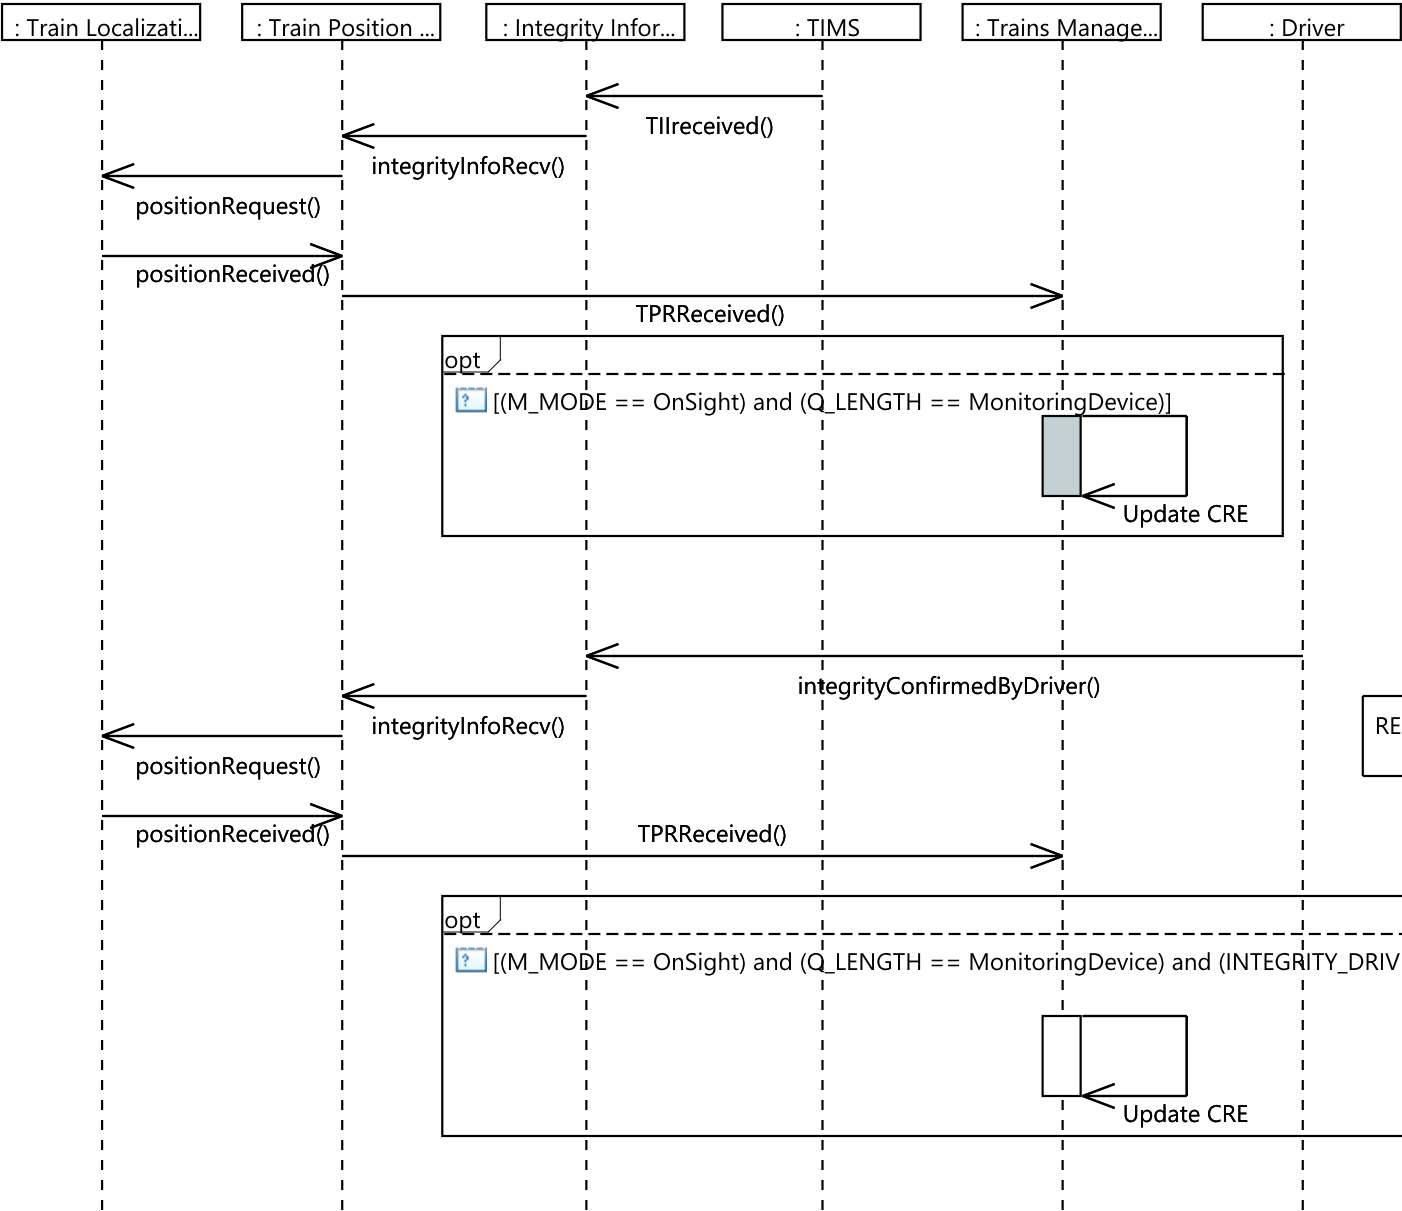 : Train Localizati...
: Train Position ...
: Integrity Infor...
: TIMS
: Trains Manage...
: Driver
TIIreceived()
integrityInfoRecv()
positionRequest()
positionReceived()
TPRReceived()
opt
[(M_MODE == OnSight) and (Q_LENGTH == MonitoringDevice)]
Update CRE
integrityConfirmedByDriver()
integrityInfoRecv()
RE
positionRequest()
positionReceived()
TPRReceived()
opt
[(M_MODE == OnSight) and (Q_LENGTH == MonitoringDevice) and (INTEGRITY_DRIV
Update CRE